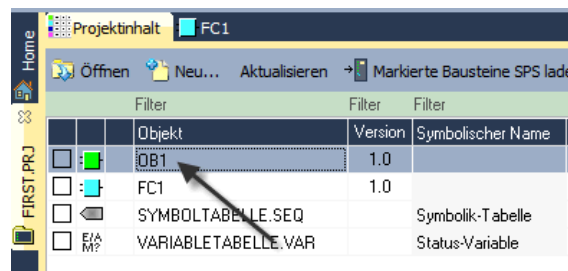 Projektinhalt FC1
Home
Öffnen Neu... Aktualisieren Markierte Bausteine SPS lade
Filter Filter Filter
Objekt Version Symbolischer Name
OB1 1.0
FC1 1.0
SYMBOLTABELLE.SEQ Symbolik-Tabelle
E/A M? VARIABLETABELLE.VAR Status-Variable
FIRST.PRJ